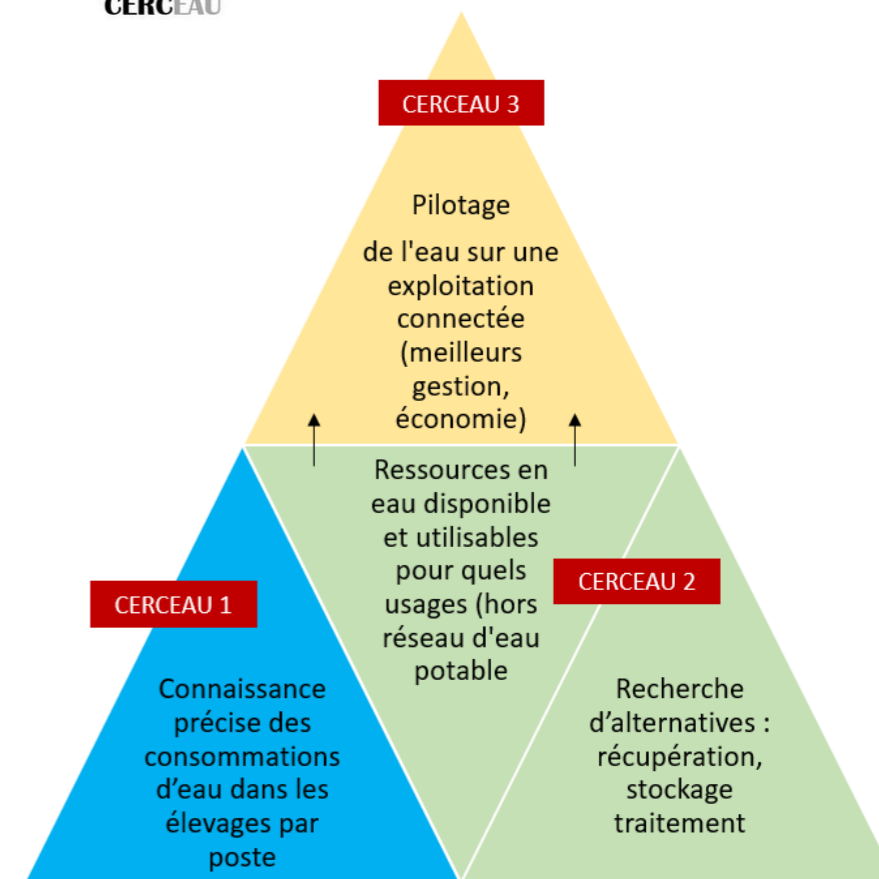 CERCEAU
CERCEAU 3
Pilotage
de l'eau sur une
exploitation
connectée
(meilleurs
gestion,
économie)
Ressources en
eau disponible
et utilisables
pour quels
usages (hors
réseau d'eau
potable
CERCEAU 2
CERCEAU 1
Connaissance
précise des
consommations
d’eau dans les
élevages par
poste
Recherche
d’alternatives :
récupération,
stockage
traitement